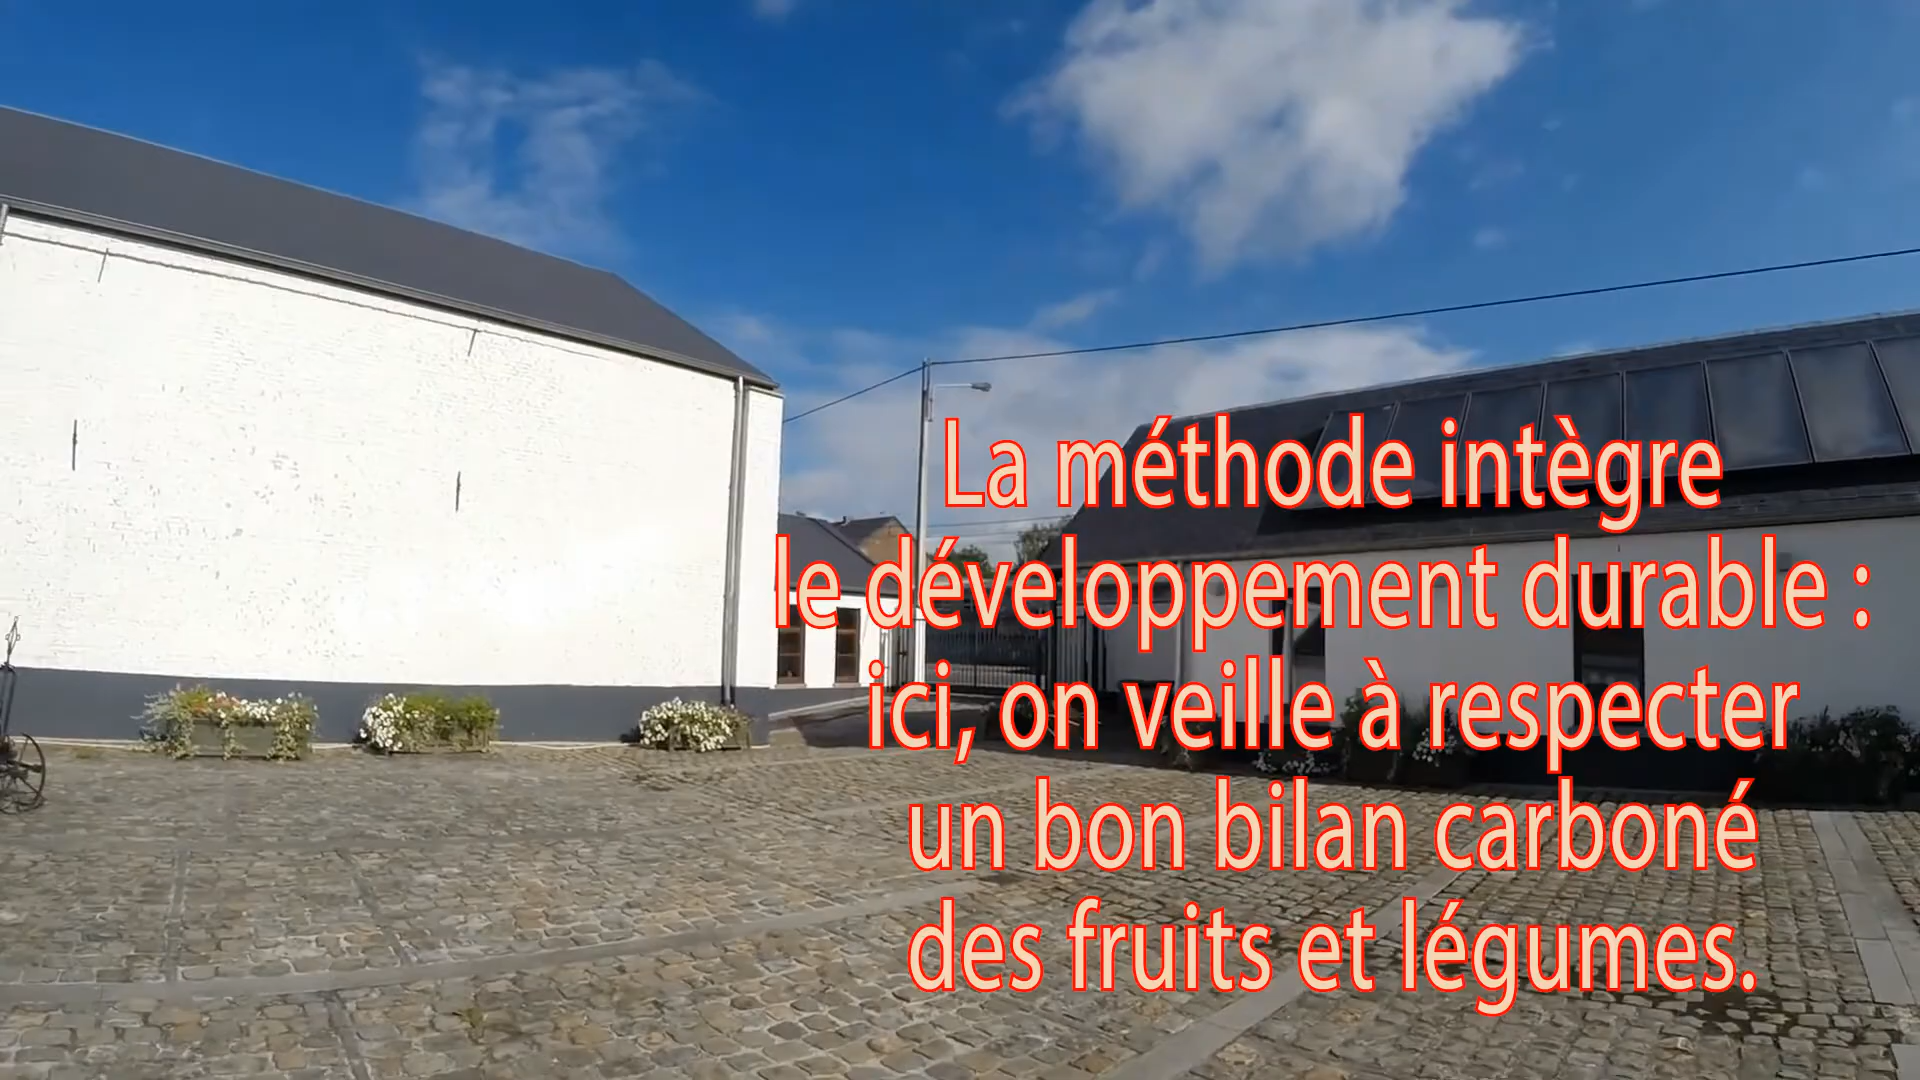 La méthode intègre
le développement durable :
ici, on veille à respecter
un bon bilan carboné
des fruits et légumes.